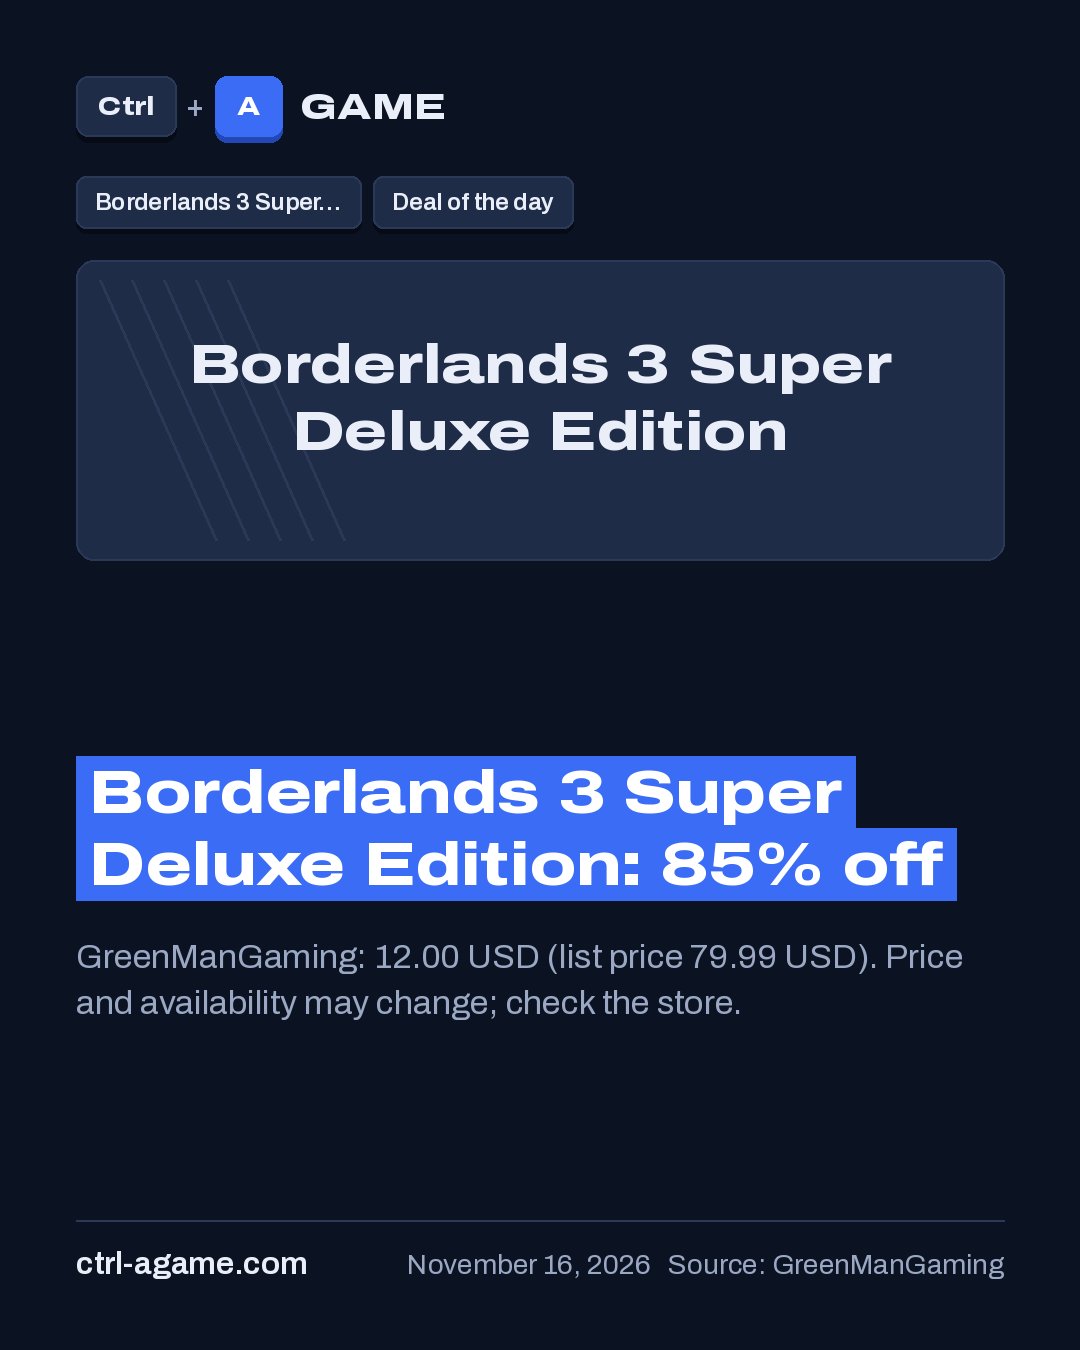 Ctrl + A GAME
Borderlands 3 Super... Deal of the day
Borderlands 3 Super
Deluxe Edition
Borderlands 3 Super
Deluxe Edition: 85% off
GreenManGaming: 12.00 USD (list price 79.99 USD). Price
and availability may change; check the store.
ctrl-agame.com November 16, 2026 Source: GreenManGaming